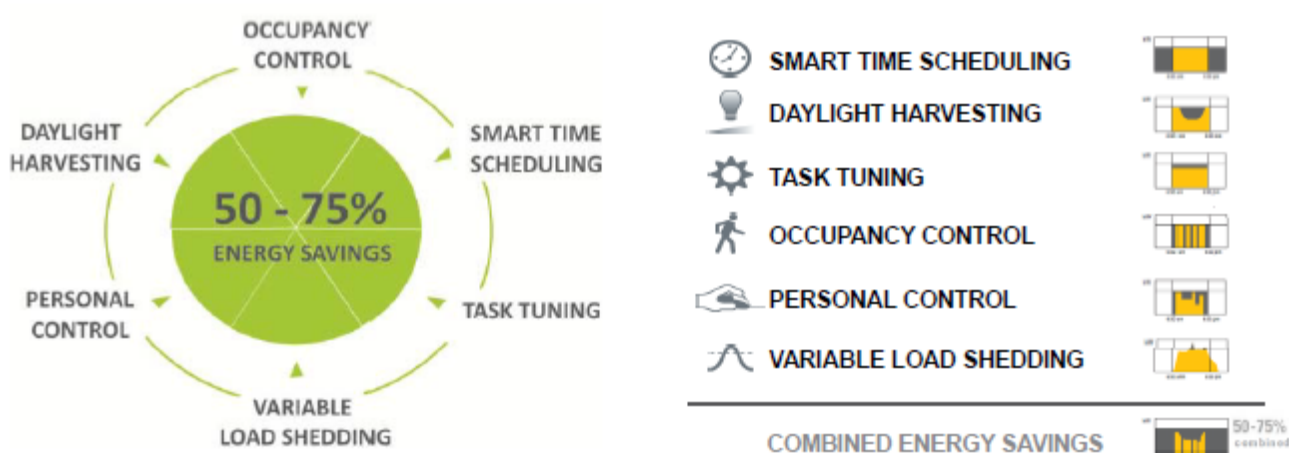 OCCUPANCY
CONTROL
DAYLIGHT
HARVESTING
SMART TIME
SCHEDULING
50 - 75%
ENERGY SAVINGS
PERSONAL
CONTROL
TASK TUNING
VARIABLE
LOAD SHEDDING
SMART TIME SCHEDULING
DAYLIGHT HARVESTING
TASK TUNING
OCCUPANCY CONTROL
PERSONAL CONTROL
VARIABLE LOAD SHEDDING
COMBINED ENERGY SAVINGS
50-75%
combined